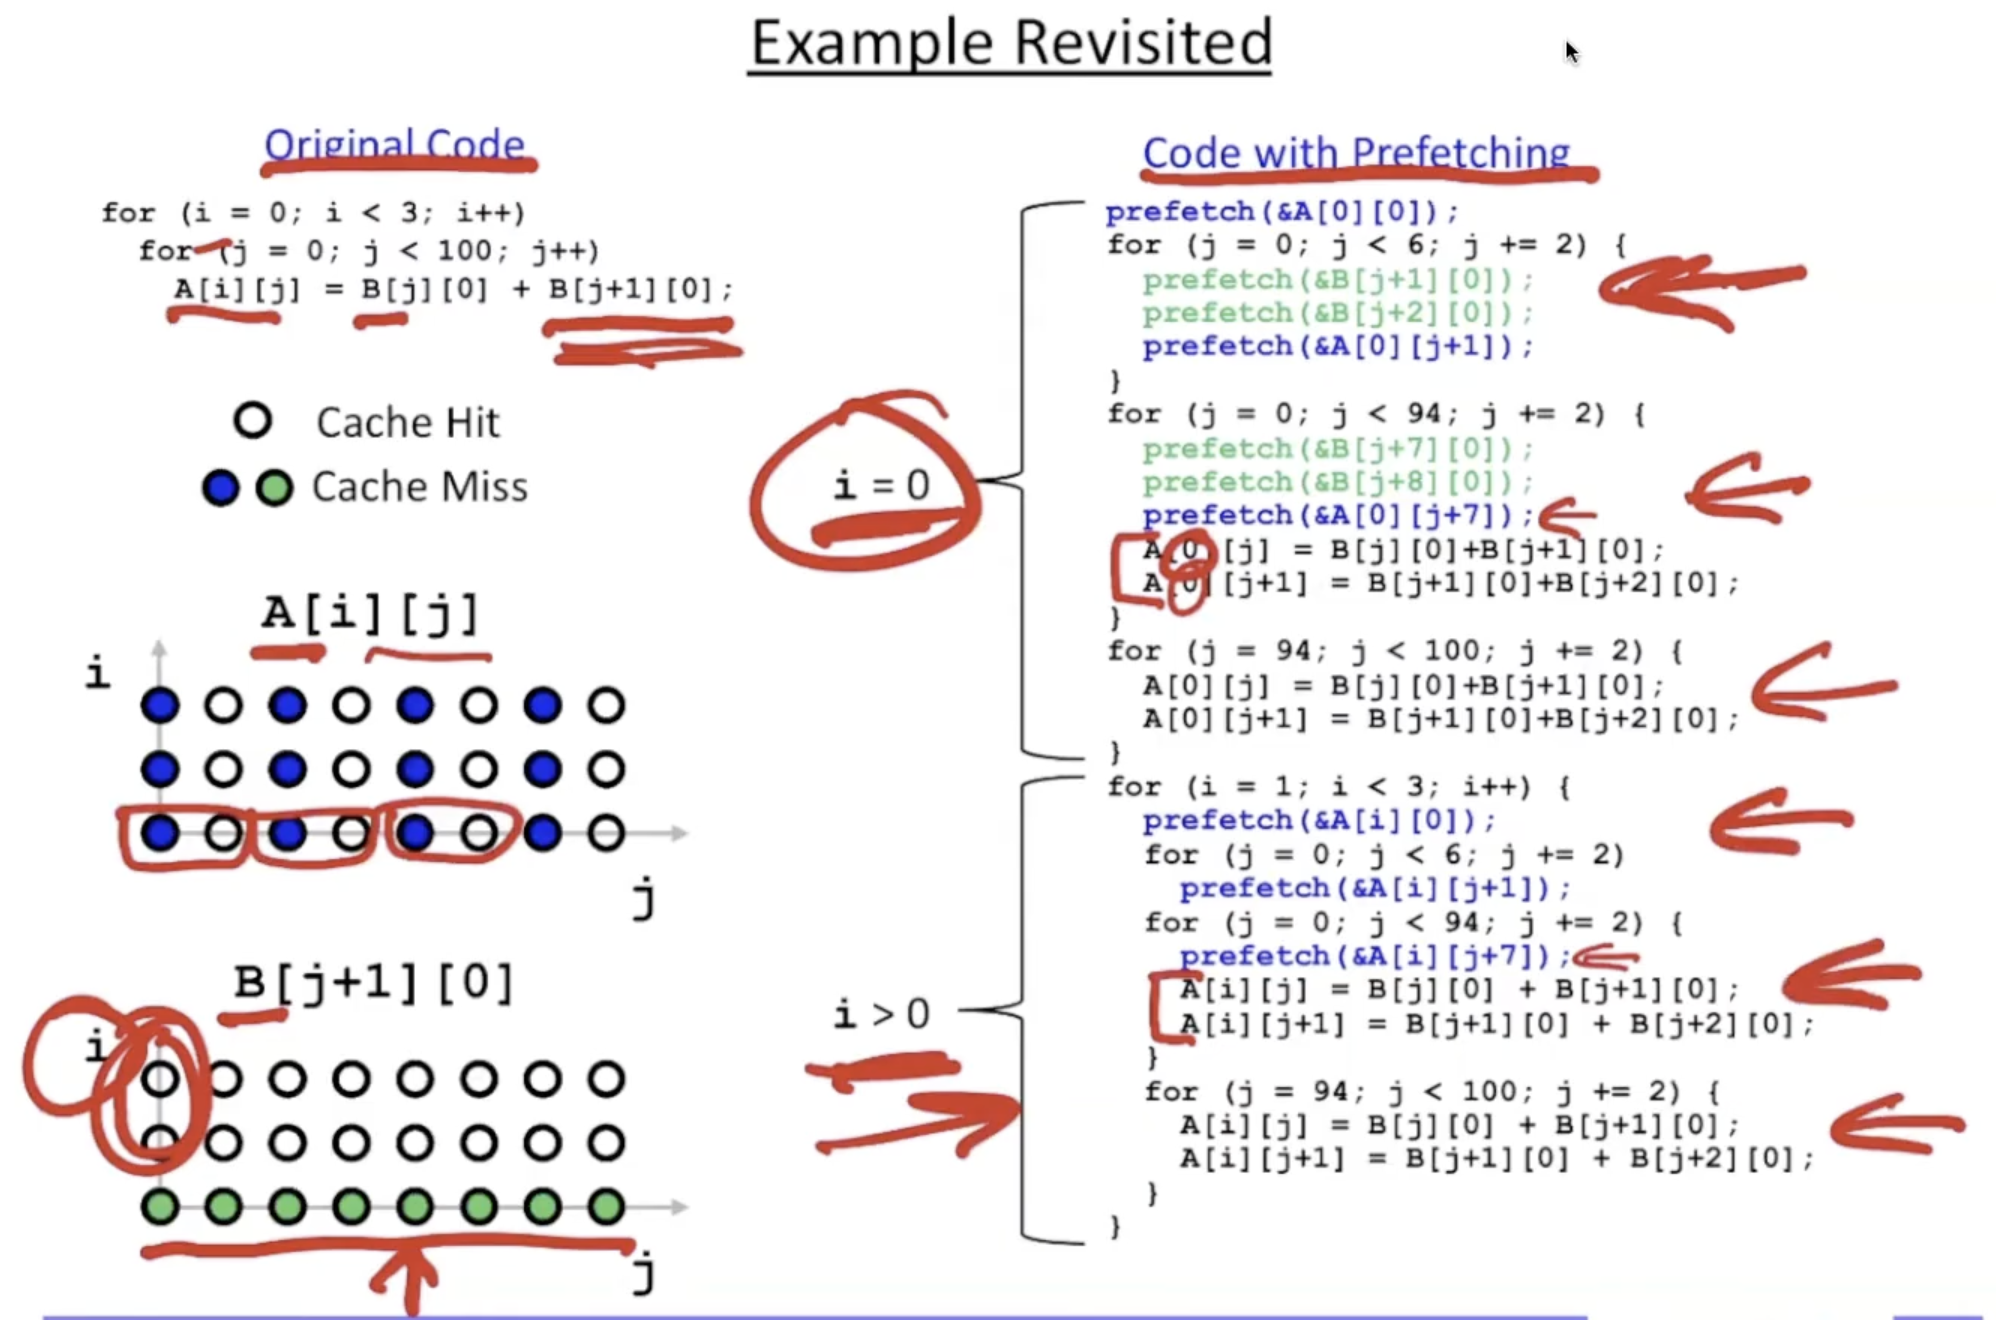 Example Revisited
Original Code
for (i = 0; i < 3; i++)
for (j = 0; j < 100; j++)
A[i][j] = B[j][0] + B[j+1][0];
Cache Hit
Cache Miss
A[i][j]
i
j
B[j+1][0]
i
j
Code with Prefetching
i = 0
prefetch(&A[0][0]);
for (j = 0; j < 6; j += 2) {
prefetch(&B[j+1][0]);
prefetch(&B[j+2][0]);
prefetch(&A[0][j+1]);
}
for (j = 0; j < 94; j += 2) {
prefetch(&B[j+7][0]);
prefetch(&B[j+8][0]);
prefetch(&A[0][j+7]);
A[0][j] = B[j][0]+B[j+1][0];
A[0][j+1] = B[j+1][0]+B[j+2][0];
}
for (j = 94; j < 100; j += 2) {
A[0][j] = B[j][0]+B[j+1][0];
A[0][j+1] = B[j+1][0]+B[j+2][0];
}
i > 0
for (i = 1; i < 3; i++) {
prefetch(&A[i][0]);
for (j = 0; j < 6; j += 2)
prefetch(&A[i][j+1]);
for (j = 0; j < 94; j += 2) {
prefetch(&A[i][j+7]);
A[i][j] = B[j][0] + B[j+1][0];
A[i][j+1] = B[j+1][0] + B[j+2][0];
}
for (j = 94; j < 100; j += 2) {
A[i][j] = B[j][0] + B[j+1][0];
A[i][j+1] = B[j+1][0] + B[j+2][0];
}
}